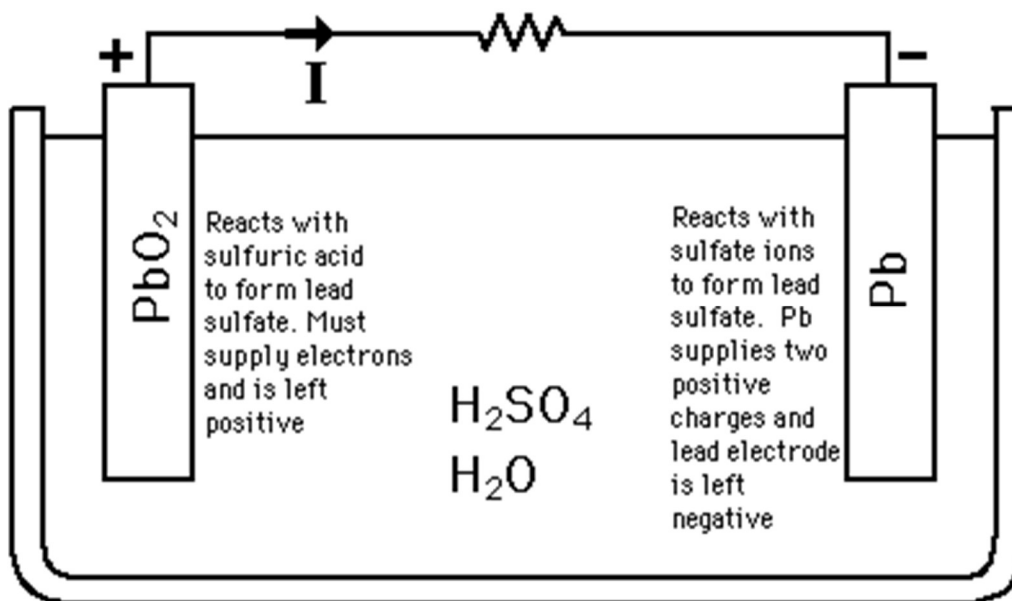 +
I
-
PbO₂
Reacts with
sulfuric acid
to form lead
sulfate. Must
supply electrons
and is left
positive
H₂SO₄
H₂O
Reacts with
sulfate ions
to form lead
sulfate. Pb
supplies two
positive
charges and
lead electrode
is left
negative
Pb